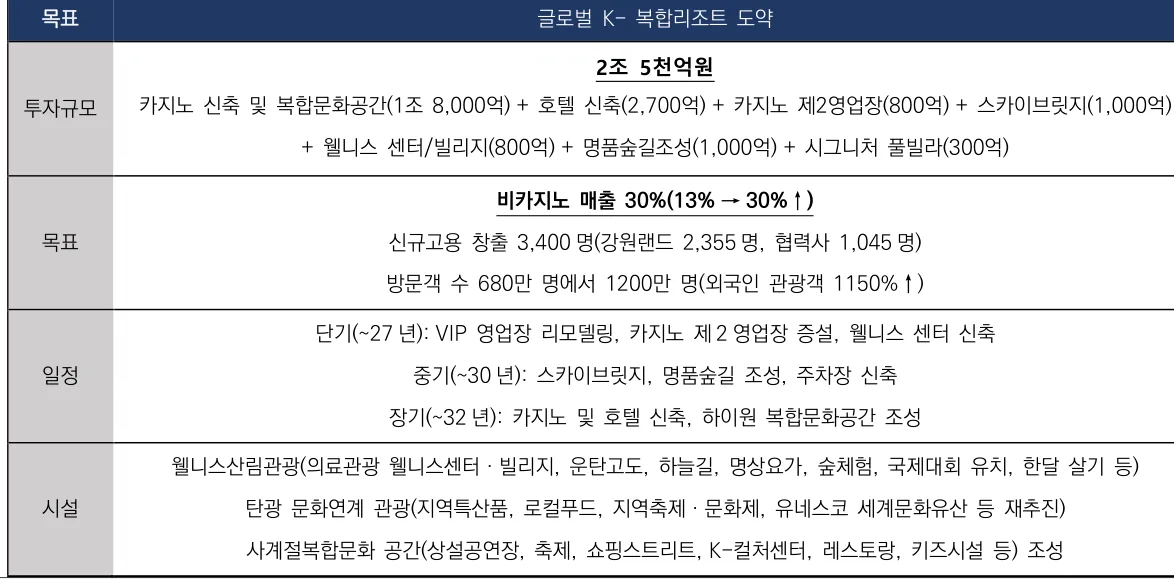 목표 글로벌 K- 복합리조트 도약
투자규모
2조 5천억원
카지노 신축 및 복합문화공간(1조 8,000억) + 호텔 신축(2,700억) + 카지노 제2영업장(800억) + 스카이브릿지(1,000억)
+ 웰니스 센터/빌리지(800억) + 명품숲길조성(1,000억) + 시그니처 풀빌라(300억)
목표
비카지노 매출 30%(13% → 30%↑)
신규고용 창출 3,400명(강원랜드 2,355명, 협력사 1,045명)
방문객 수 680만 명에서 1200만 명(외국인 관광객 1150%↑)
일정
단기(~27년): VIP 영업장 리모델링, 카지노 제2영업장 증설, 웰니스 센터 신축
중기(~30년): 스카이브릿지, 명품숲길 조성, 주차장 신축
장기(~32년): 카지노 및 호텔 신축, 하이원 복합문화공간 조성
시설
웰니스산림관광(의료관광 웰니스센터·빌리지, 운탄고도, 하늘길, 명상요가, 숲체험, 국제대회 유치, 한달 살기 등)
탄광 문화연계 관광(지역특산품, 로컬푸드, 지역축제·문화제, 유네스코 세계문화유산 등 재추진)
사계절복합문화 공간(상설공연장, 축제, 쇼핑스트리트, K-컬처센터, 레스토랑, 키즈시설 등) 조성